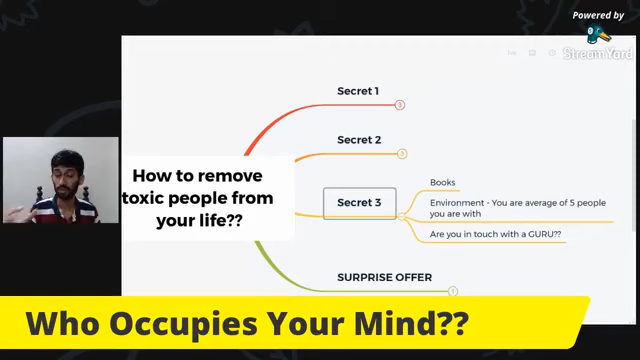 Powered by
StreamYard
Secret 1
3
Secret 2
3
How to remove
toxic people from
your life??
Secret 3
Books
Environment - You are average of 5 people
you are with
Are you in touch with a GURU??
SURPRISE OFFER
1
Who Occupies Your Mind??